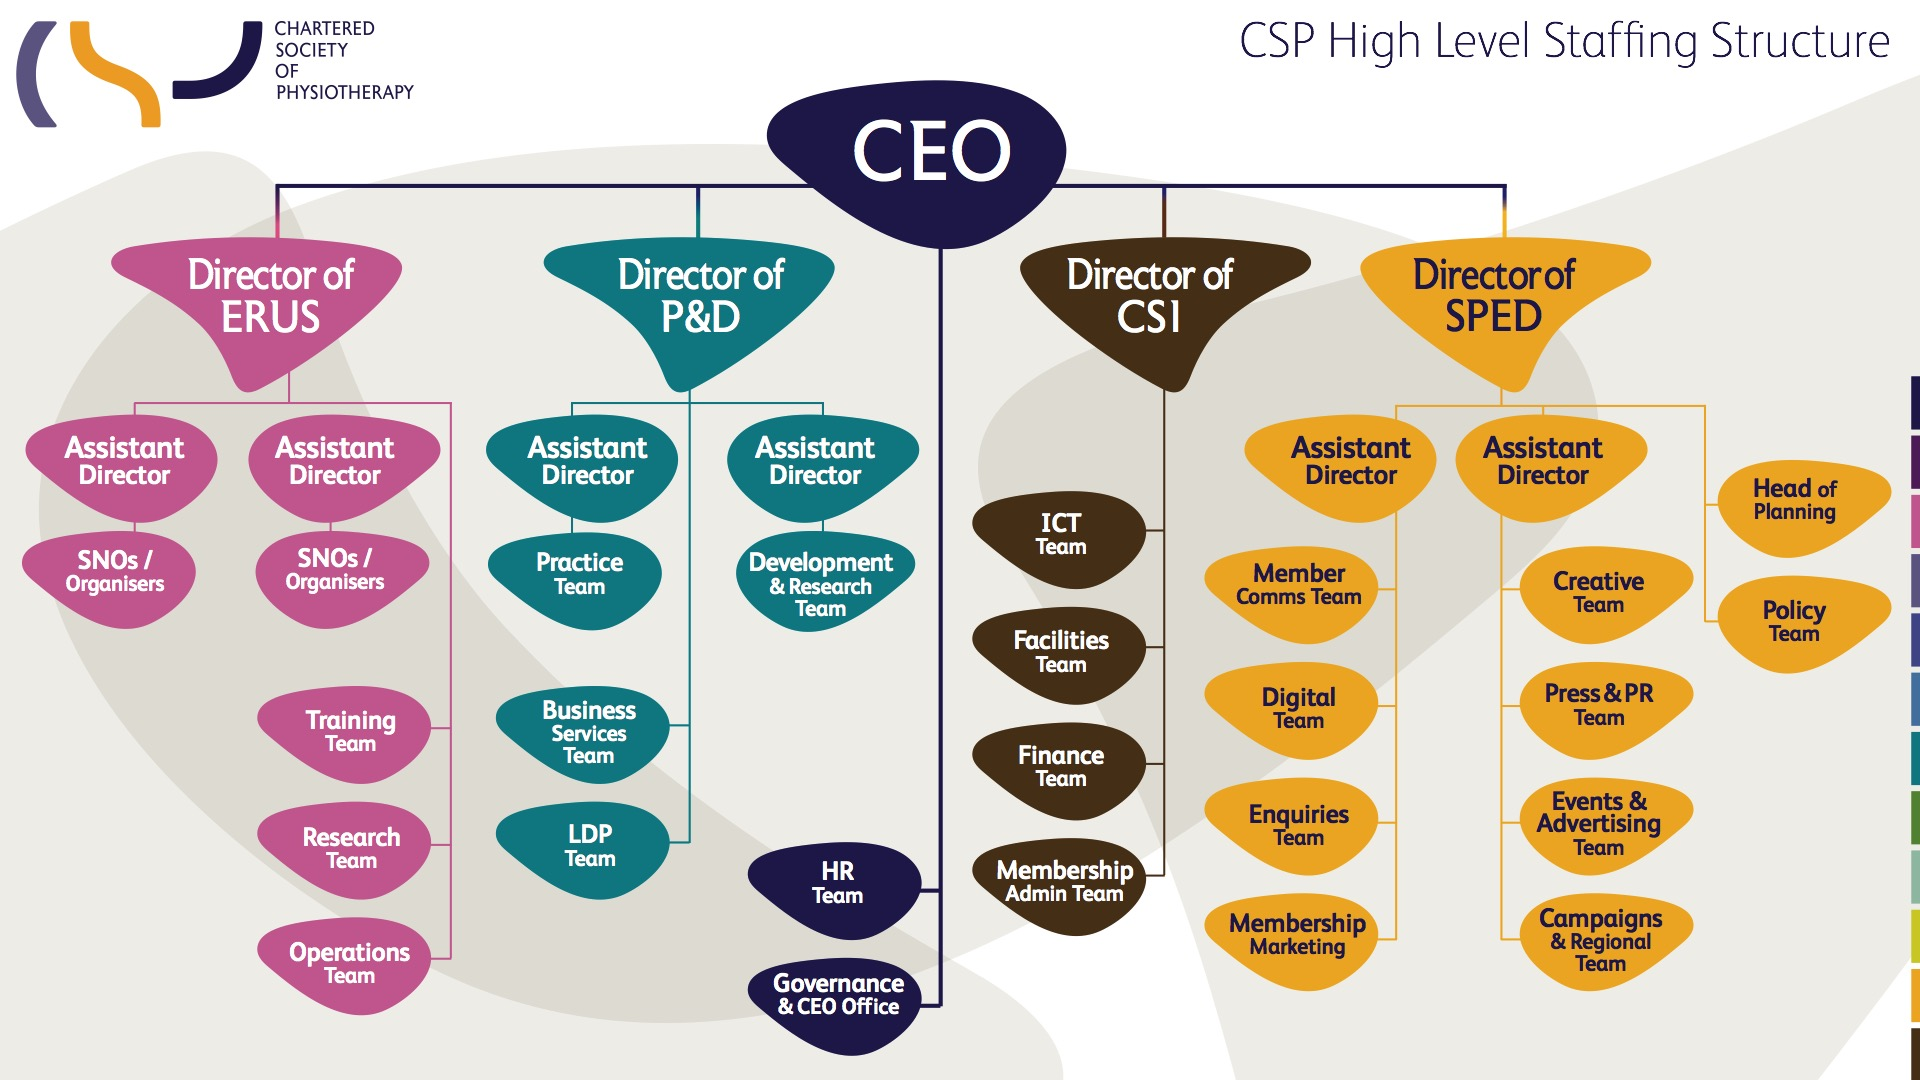 CHARTERED
SOCIETY
OF
PHYSIOTHERAPY
CSP High Level Staffing Structure
CEO
Director of
ERUS
Director of
P&D
Director of
CSI
Director of
SPED
Assistant
Director
Assistant
Director
Assistant
Director
Assistant
Director
Assistant
Director
Assistant
Director
Head of
Planning
SNOs /
Organisers
SNOs /
Organisers
Practice
Team
Development
& Research
Team
ICT
Team
Member
Comms Team
Creative
Team
Policy
Team
Training
Team
Business
Services
Team
Facilities
Team
Digital
Team
Press & PR
Team
Research
Team
LDP
Team
HR
Team
Finance
Team
Enquiries
Team
Events &
Advertising
Team
Operations
Team
Governance
& CEO Office
Membership
Admin Team
Membership
Marketing
Campaigns
& Regional
Team